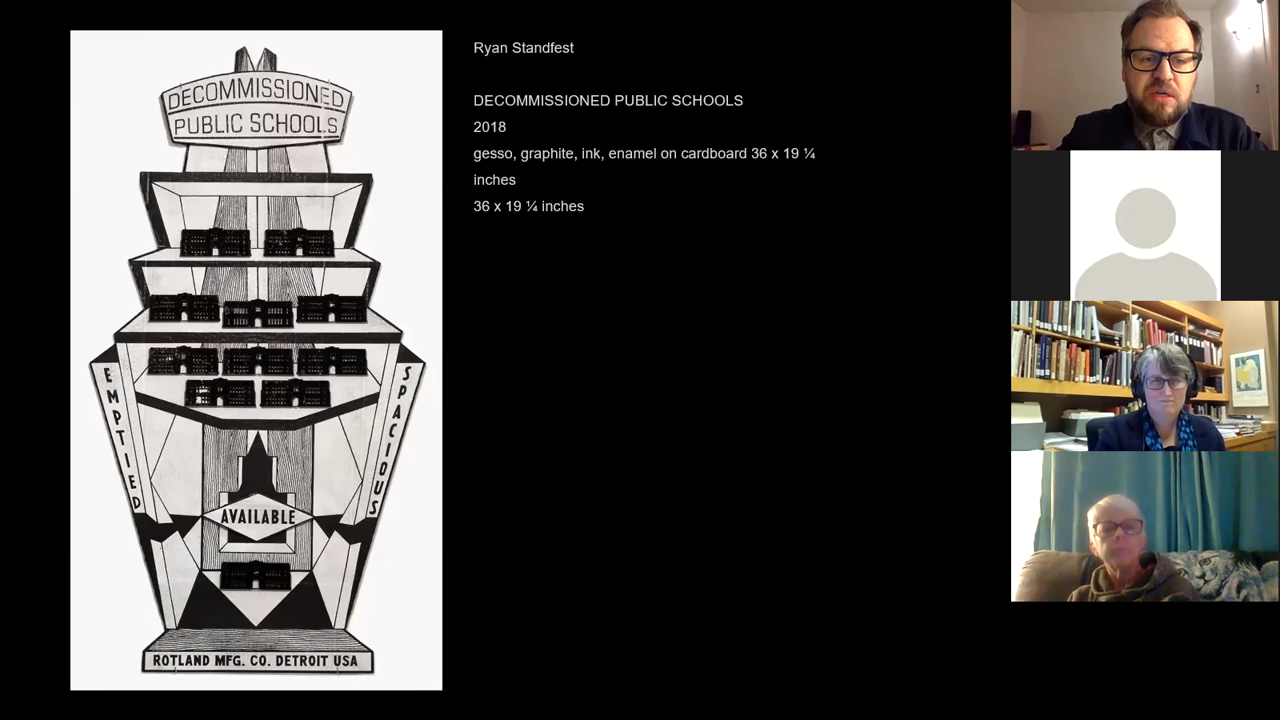 DECOMMISSIONED
PUBLIC SCHOOLS
EMPTIED
SPACIOUS
AVAILABLE
ROTLAND MFG. CO. DETROIT USA
Ryan Standfest
DECOMMISSIONED PUBLIC SCHOOLS
2018
gesso, graphite, ink, enamel on cardboard 36 x 19 ¼
inches
36 x 19 ¼ inches